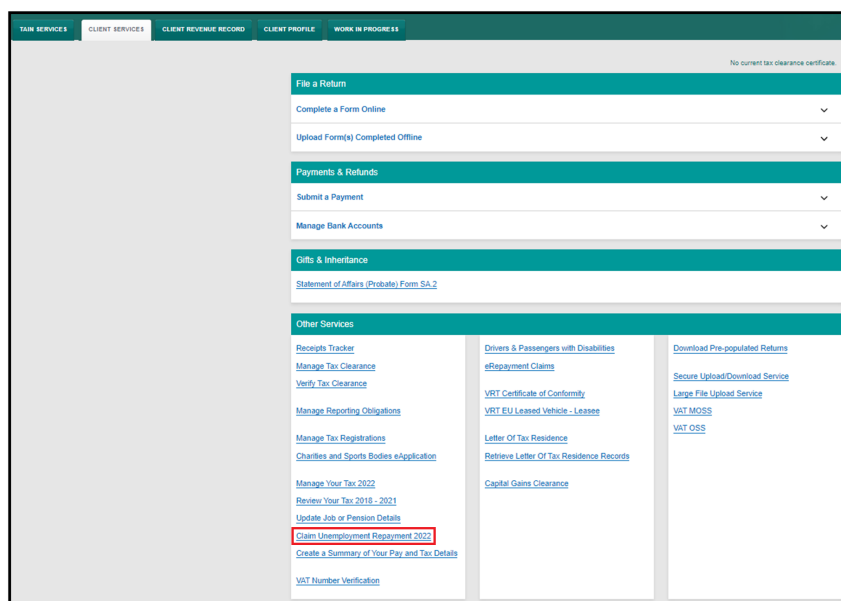 TAIN SERVICES CLIENT SERVICES CLIENT REVENUE RECORD CLIENT PROFILE WORK IN PROGRESS
No current tax clearance certificate.
File a Return
Complete a Form Online
Upload Form(s) Completed Offline
Payments & Refunds
Submit a Payment
Manage Bank Accounts
Gifts & Inheritance
Statement of Affairs (Probate) Form SA.2
Other Services
Receipts Tracker
Manage Tax Clearance
Verify Tax Clearance
Manage Reporting Obligations
Manage Tax Registrations
Charities and Sports Bodies eApplication
Manage Your Tax 2022
Review Your Tax 2018 - 2021
Update Job or Pension Details
Claim Unemployment Repayment 2022
Create a Summary of Your Pay and Tax Details
VAT Number Verification
Drivers & Passengers with Disabilities
eRepayment Claims
VRT Certificate of Conformity
VRT EU Leased Vehicle - Leasee
Letter Of Tax Residence
Retrieve Letter Of Tax Residence Records
Capital Gains Clearance
Download Pre-populated Returns
Secure Upload/Download Service
Large File Upload Service
VAT MOSS
VAT OSS